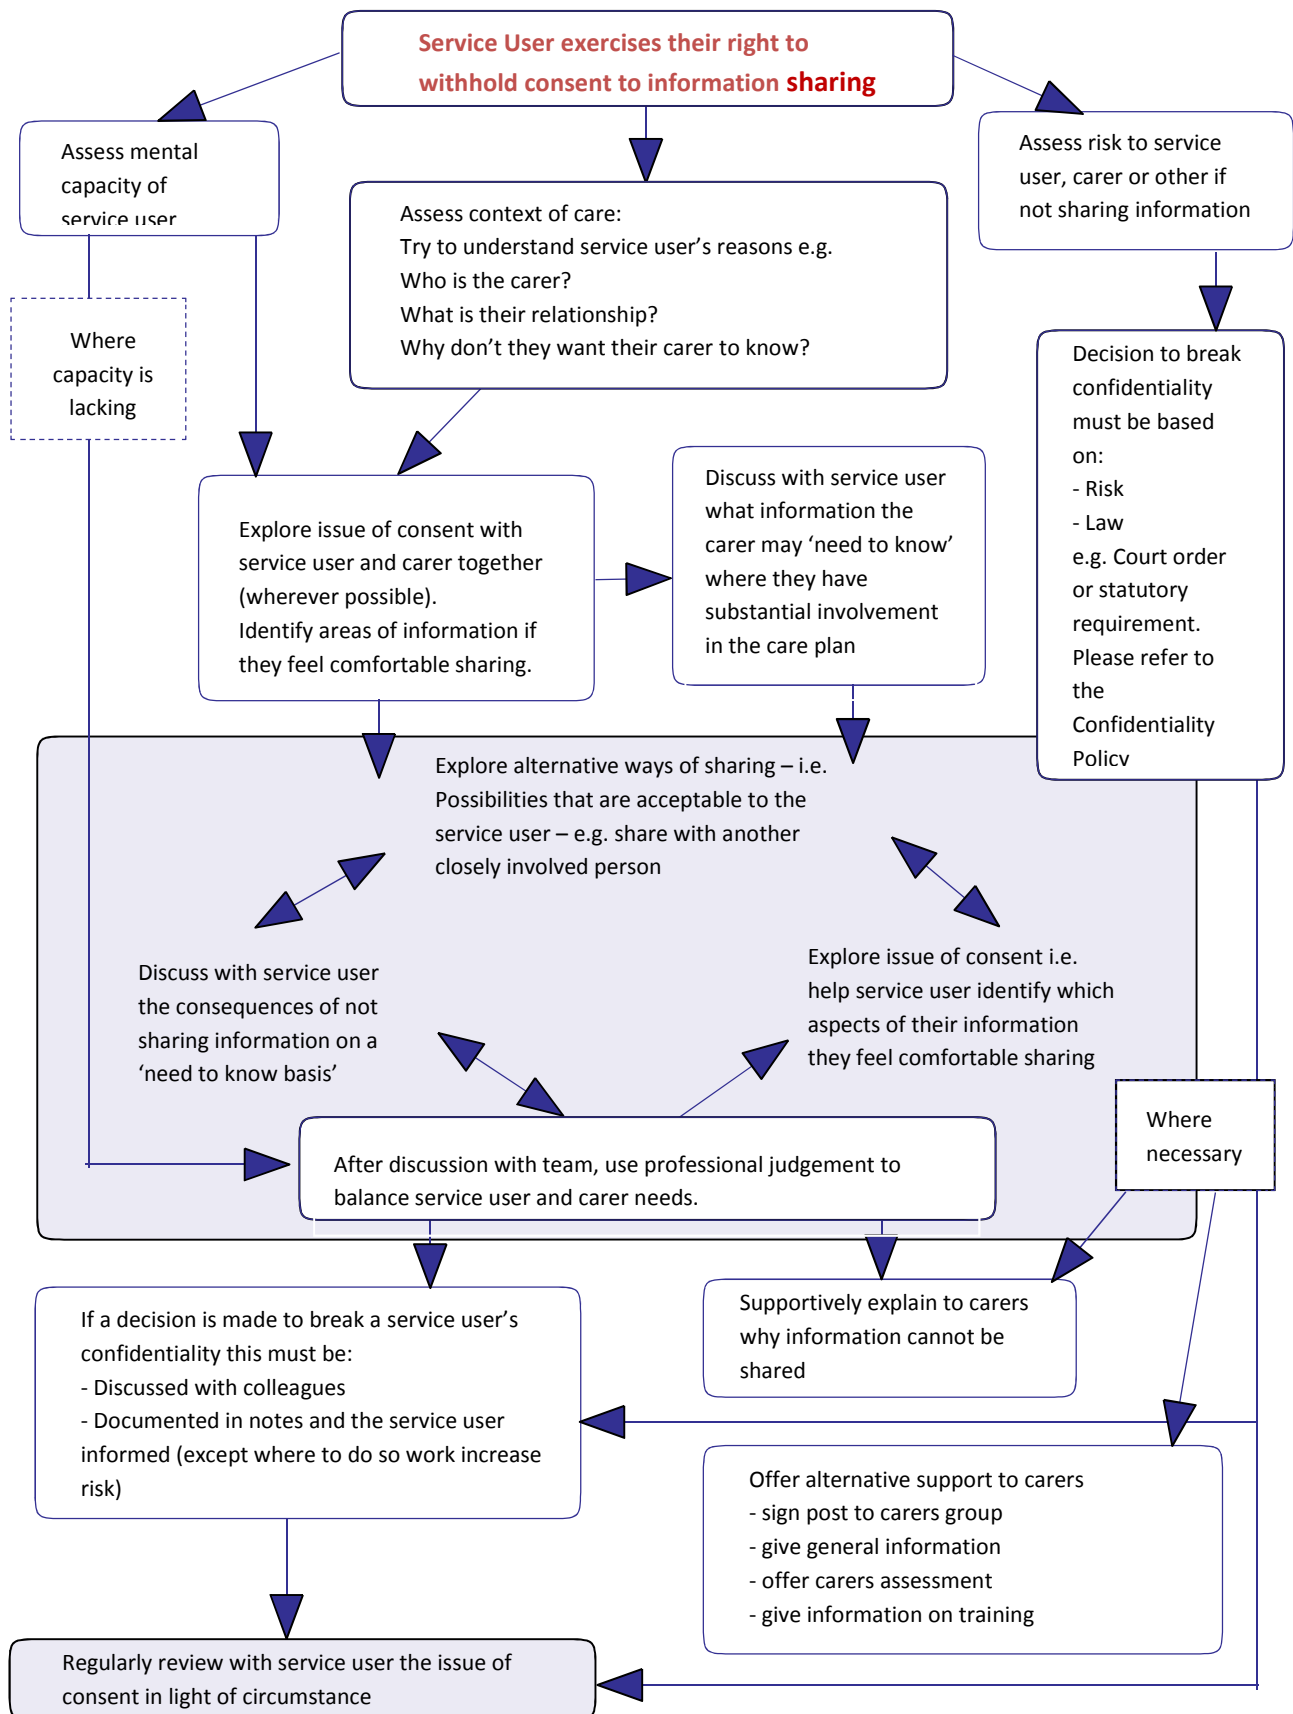 Service User exercises their right to
withhold consent to information sharing
Assess mental
capacity of
service user
Assess context of care:
Try to understand service user’s reasons e.g.
Who is the carer?
What is their relationship?
Why don’t they want their carer to know?
Assess risk to service
user, carer or other if
not sharing information
Where
capacity is
lacking
Decision to break
confidentiality
must be based
on:
- Risk
- Law
e.g. Court order
or statutory
requirement.
Please refer to
the
Confidentiality
Policy
Explore issue of consent with
service user and carer together
(wherever possible).
Identify areas of information if
they feel comfortable sharing.
Discuss with service user
what information the
carer may ‘need to know’
where they have
substantial involvement
in the care plan
Explore alternative ways of sharing – i.e.
Possibilities that are acceptable to the
service user – e.g. share with another
closely involved person
Discuss with service user
the consequences of not
sharing information on a
‘need to know basis’
Explore issue of consent i.e.
help service user identify which
aspects of their information
they feel comfortable sharing
Where
necessary
After discussion with team, use professional judgement to
balance service user and carer needs.
If a decision is made to break a service user’s
confidentiality this must be:
- Discussed with colleagues
- Documented in notes and the service user
informed (except where to do so work increase
risk)
Supportively explain to carers
why information cannot be
shared
Offer alternative support to carers
- sign post to carers group
- give general information
- offer carers assessment
- give information on training
Regularly review with service user the issue of
consent in light of circumstance